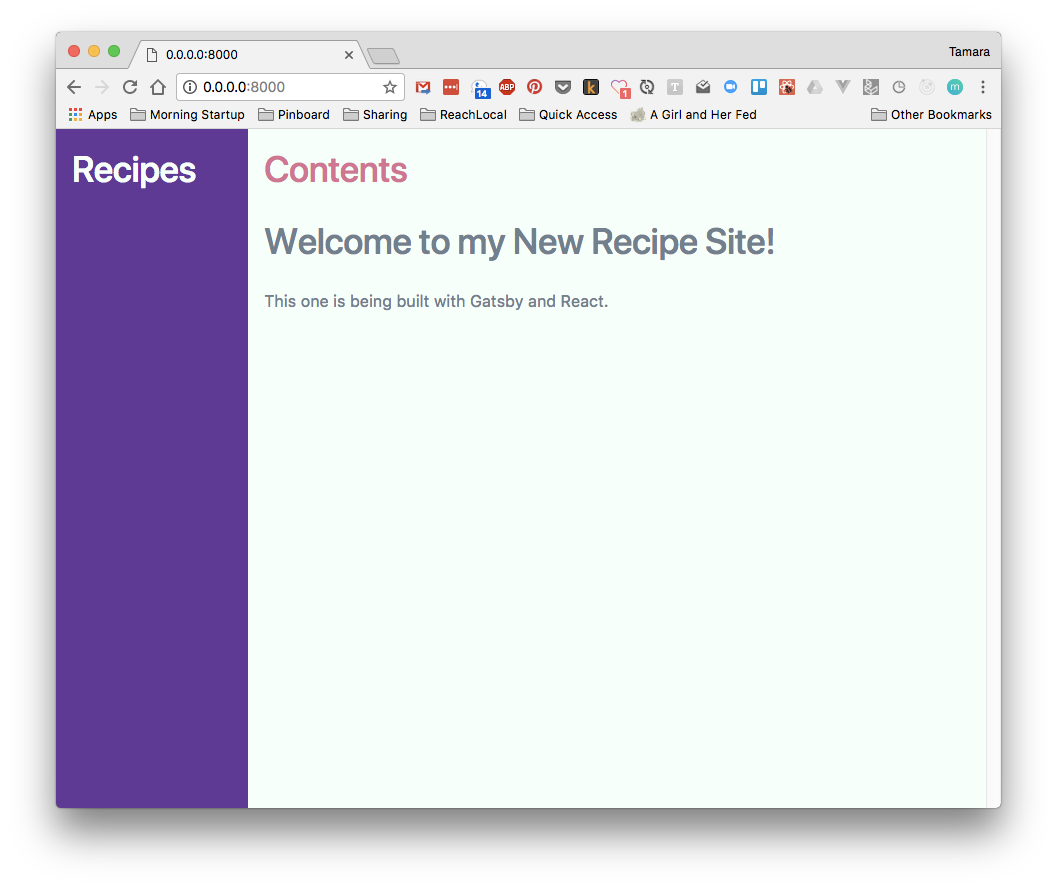 0.0.0.0:8000
Tamara
0.0.0.0:8000
14
ABP
k
1
T
m
Apps Morning Startup Pinboard Sharing ReachLocal Quick Access A Girl and Her Fed Other Bookmarks
Recipes
Contents
Welcome to my New Recipe Site!
This one is being built with Gatsby and React.